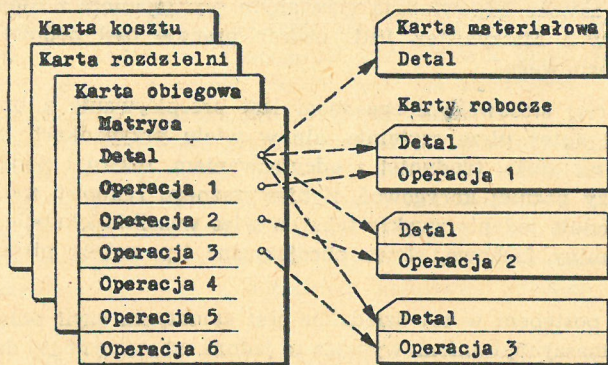 Karta kosztu
Karta rozdzielni
Karta obiegowa
Matryca
Detal
Operacja 1
Operacja 2
Operacja 3
Operacja 4
Operacja 5
Operacja 6
Karta materiałowa
Detal
Karty robocze
Detal
Operacja 1
Detal
Operacja 2
Detal
Operacja 3